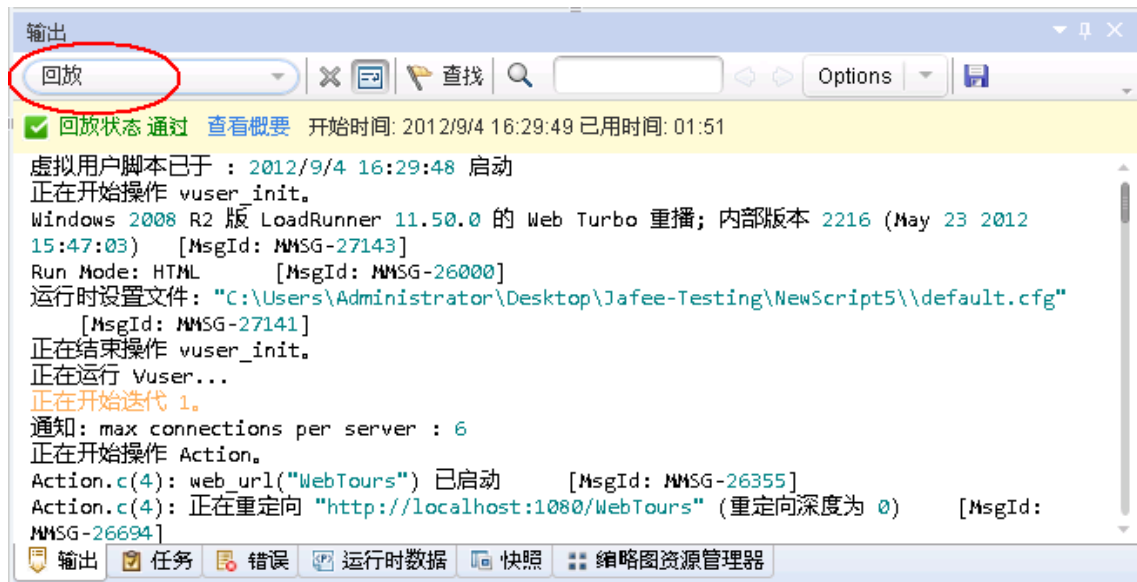 输出
回放 查找 Options
回放状态 通过 查看概要 开始时间: 2012/9/4 16:29:49 已用时间: 01:51
虚拟用户脚本已于 : 2012/9/4 16:29:48 启动
正在开始操作 vuser_init。
Windows 2008 R2 版 LoadRunner 11.50.0 的 Web Turbo 重播; 内部版本 2216 (May 23 2012
15:47:03) [MsgId: MMSG-27143]
Run Mode: HTML [MsgId: MMSG-26000]
运行时设置文件: "C:\Users\Administrator\Desktop\Jafee-Testing\NewScript5\\default.cfg"
[MsgId: MMSG-27141]
正在结束操作 vuser_init。
正在运行 Vuser...
正在开始迭代 1。
通知: max connections per server : 6
正在开始操作 Action。
Action.c(4): web_url("WebTours") 已启动 [MsgId: MMSG-26355]
Action.c(4): 正在重定向 "http://localhost:1080/WebTours" (重定向深度为 0) [MsgId:
MMSG-26694]
输出 任务 错误 运行时数据 快照 缩略图资源管理器